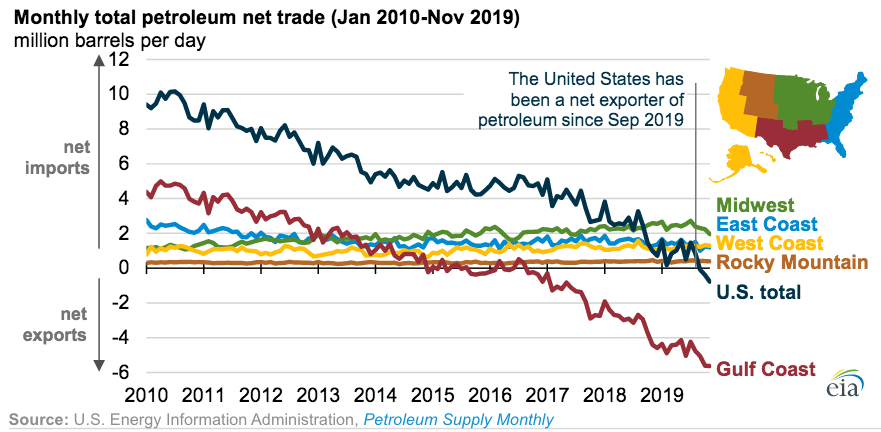 Monthly total petroleum net trade (Jan 2010-Nov 2019)
million barrels per day
12
10
8
6
4
2
0
-2
-4
-6
net
imports
net
exports
The United States has
been a net exporter of
petroleum since Sep 2019
Midwest
East Coast
West Coast
Rocky Mountain
U.S. total
Gulf Coast
2010 2011 2012 2013 2014 2015 2016 2017 2018 2019
eia
Source: U.S. Energy Information Administration, Petroleum Supply Monthly